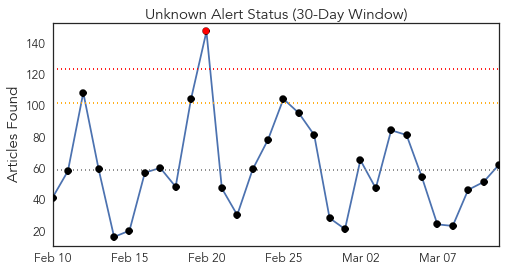 Unknown Alert Status (30-Day Window)
Articles Found
140
120
100
80
60
40
20
Feb 10 Feb 15 Feb 20 Feb 25 Mar 02 Mar 07